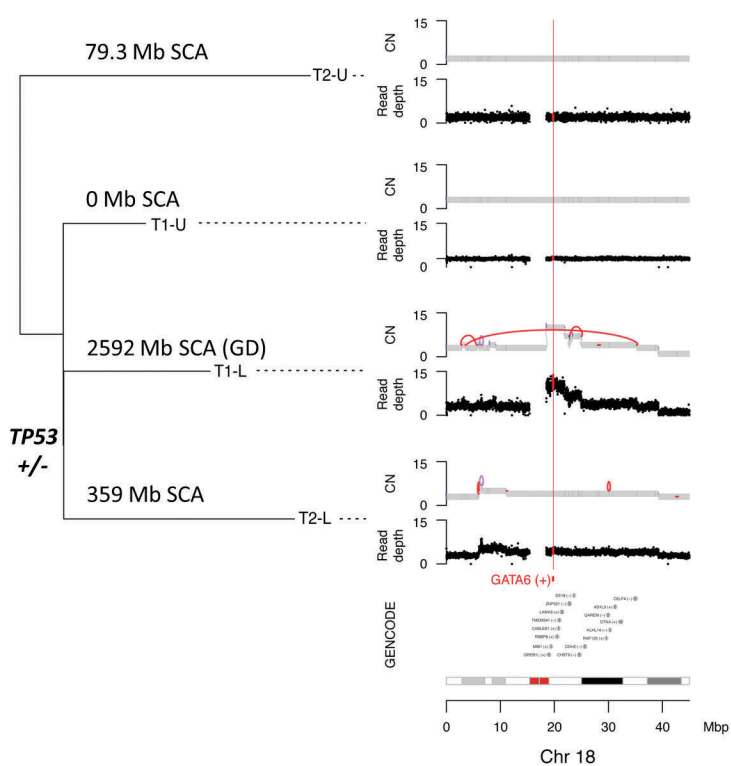 79.3 Mb SCA
T2-U
15
CN
0
15
Read
depth
0
0 Mb SCA
T1-U
15
CN
0
15
Read
depth
0
2592 Mb SCA (GD)
T1-L
15
CN
0
15
Read
depth
0
TP53
+/-
359 Mb SCA
T2-L
15
CN
0
15
Read
depth
0
GATA6 (+)
GENCODE
0 10 20 30 40 Mbp
Chr 18